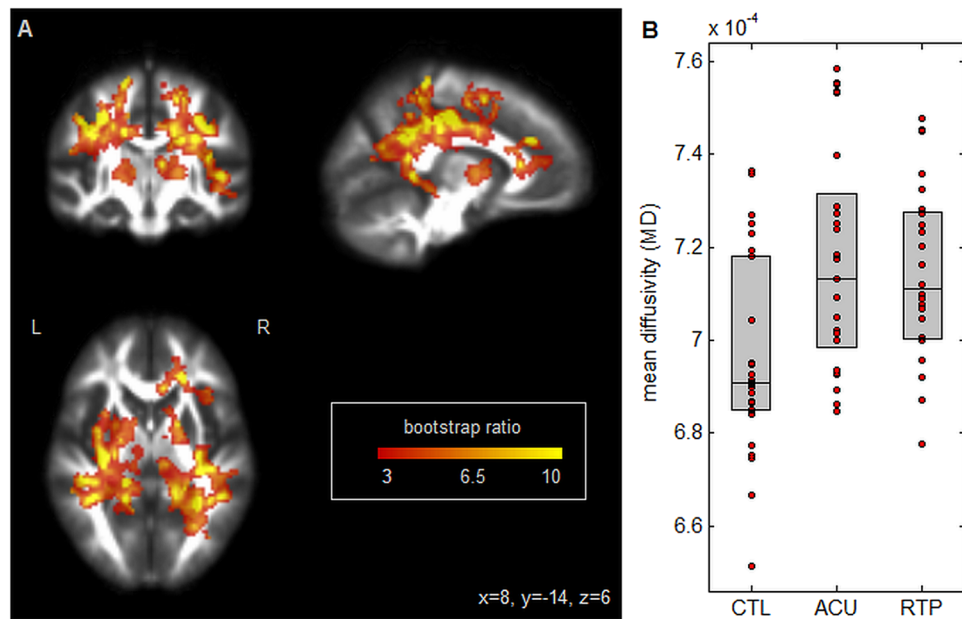 A
L
R
bootstrap ratio
3 6.5 10
x=8, y=-14, z=6
B
x 10-4
mean diffusivity (MD)
7.6
7.4
7.2
7
6.8
6.6
CTL ACU RTP